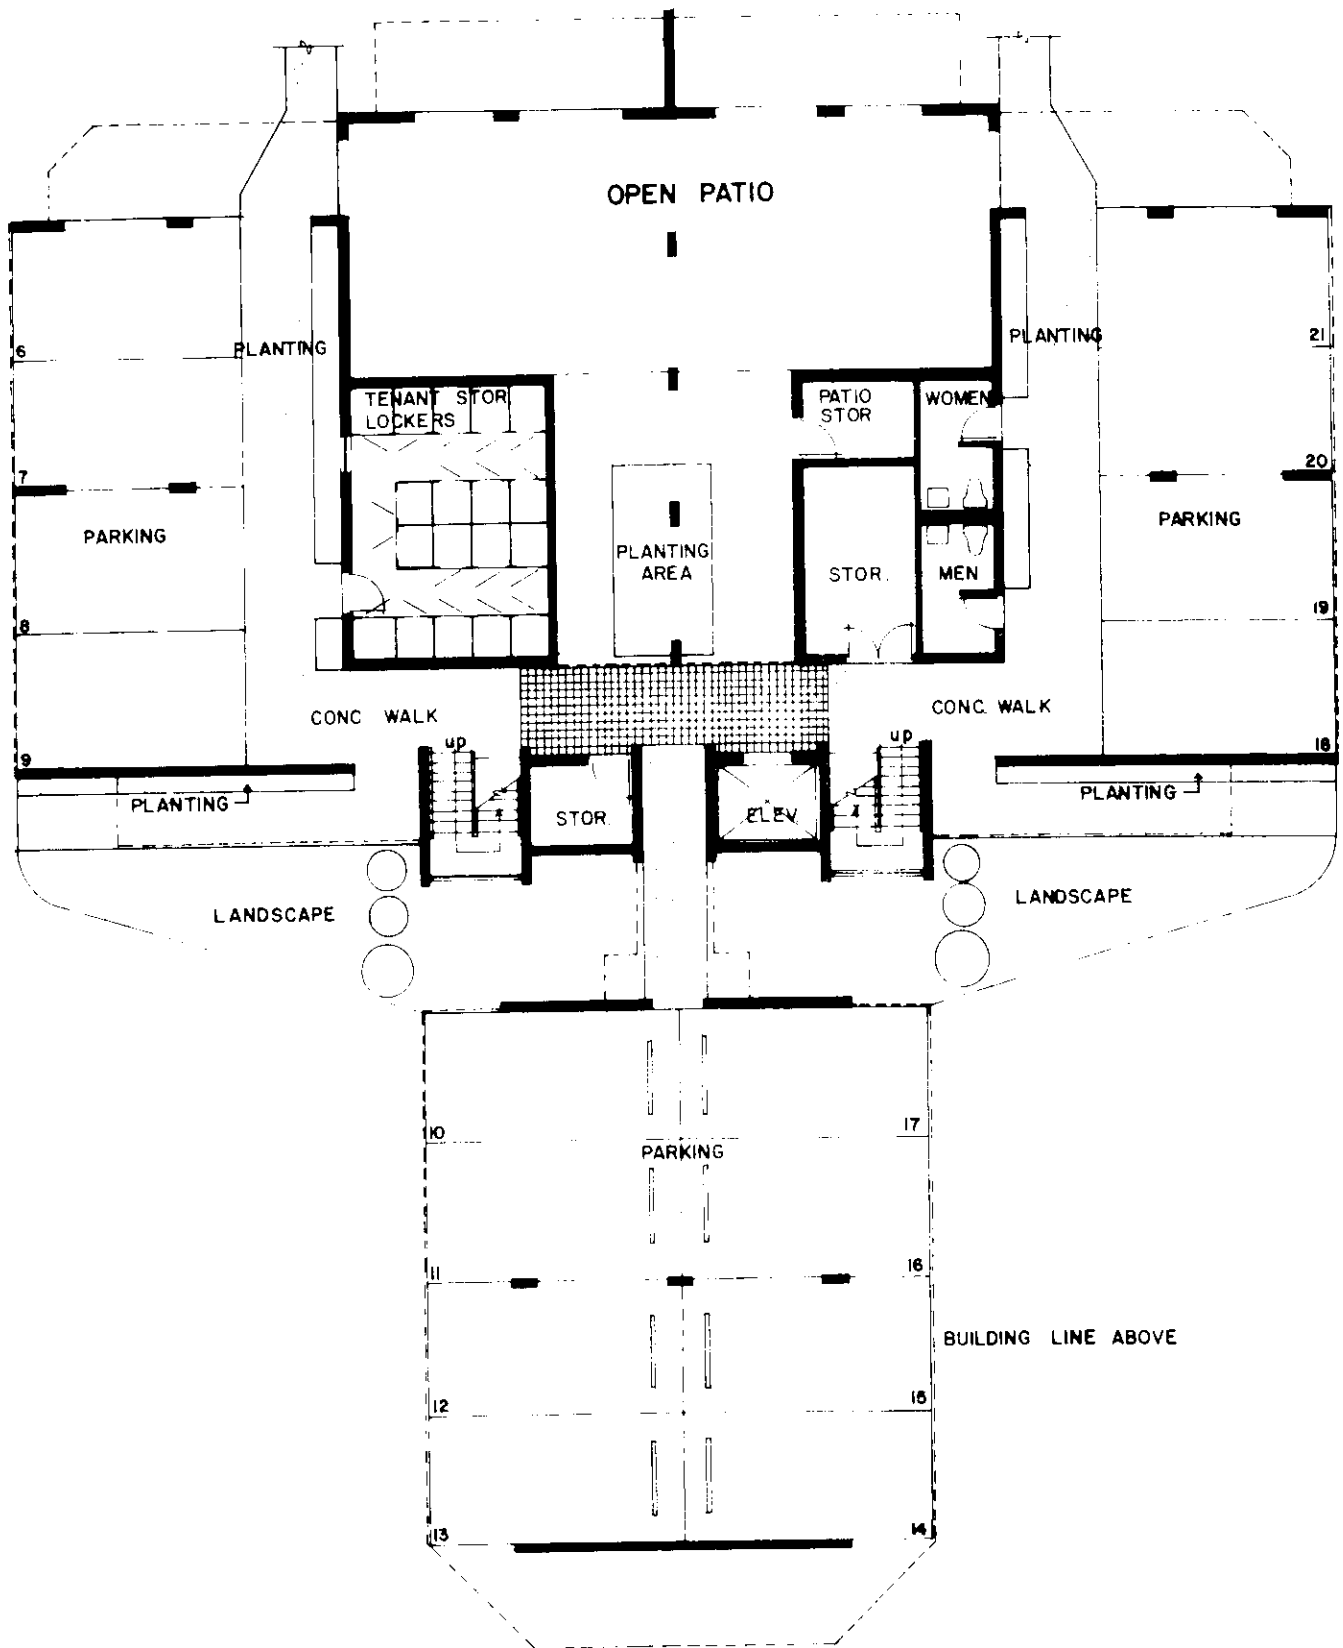 OPEN PATIO
PLANTING
PLANTING
6
21
TENANT STOR
LOCKERS
PATIO
STOR
WOMEN
7
20
PARKING
PARKING
PLANTING
AREA
STOR.
MEN
8
19
CONC WALK
CONC. WALK
up
up
9
18
PLANTING
PLANTING
STOR.
ELEV
LANDSCAPE
LANDSCAPE
10
17
PARKING
11
16
BUILDING LINE ABOVE
12
15
13
14